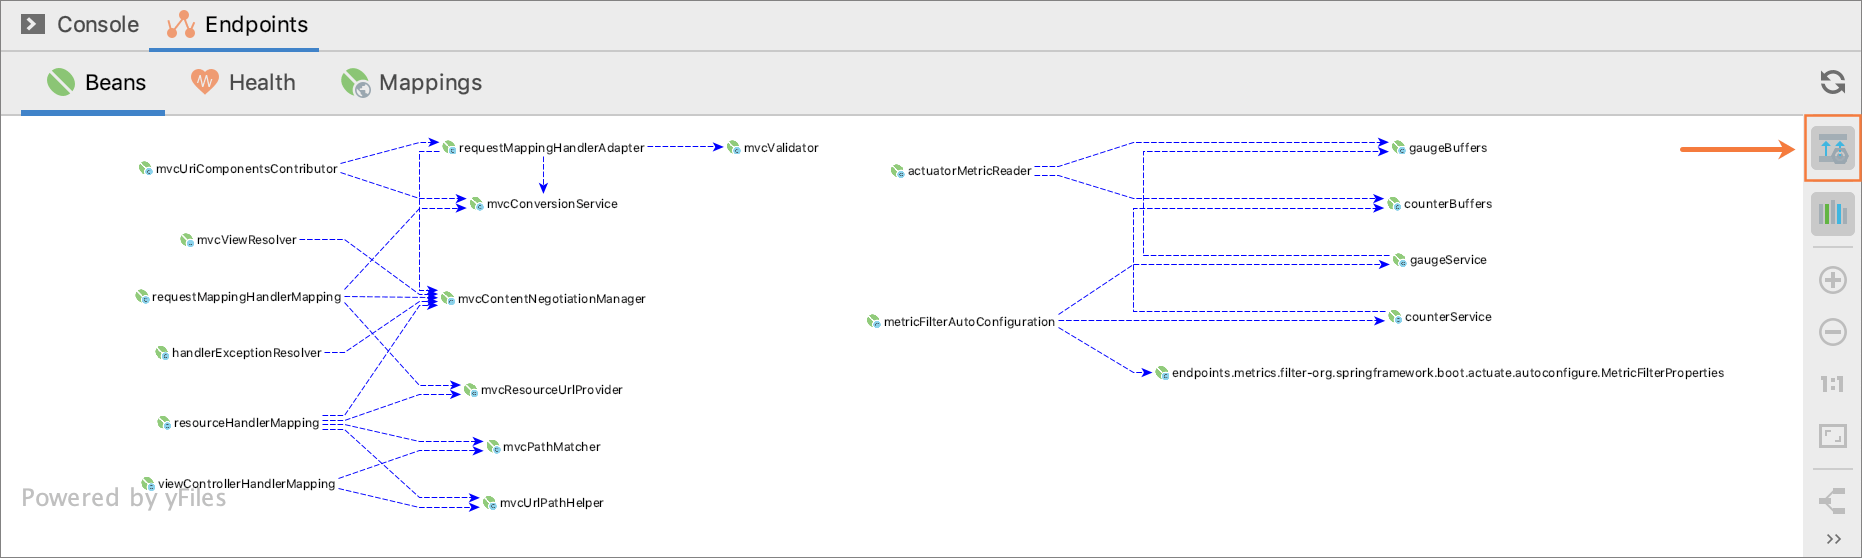 Console
Endpoints
Beans
Health
Mappings
requestMappingHandlerAdapter
mvcValidator
mvcUriComponentsContributor
mvcConversionService
mvcViewResolver
requestMappingHandlerMapping
mvcContentNegotiationManager
handlerExceptionResolver
mvcResourceUrlProvider
resourceHandlerMapping
mvcPathMatcher
viewControllerHandlerMapping
mvcUrlPathHelper
Powered by yFiles
gaugeBuffers
actuatorMetricReader
counterBuffers
gaugeService
metricFilterAutoConfiguration
counterService
endpoints.metrics.filter-org.springframework.boot.actuate.autoconfigure.MetricFilterProperties
1:1